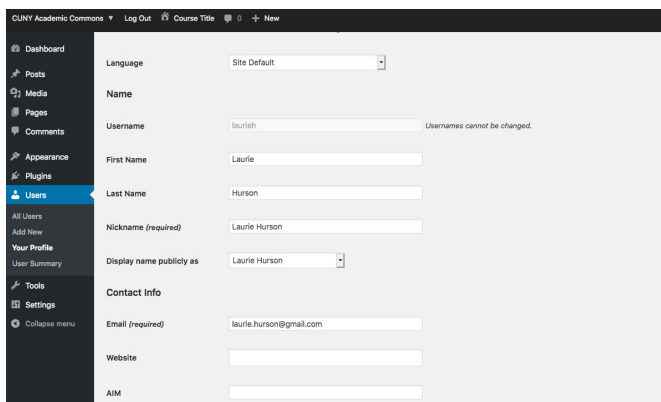 CUNY Academic Commons ▼ Log Out Course Title 0 + New
Dashboard
Posts
Media
Pages
Comments
Appearance
Plugins
Users
All Users
Add New
Your Profile
User Summary
Tools
Settings
Collapse menu
Language Site Default
Name
Username laurieh Usernames cannot be changed.
First Name Laurie
Last Name Hurson
Nickname (required) Laurie Hurson
Display name publicly as Laurie Hurson
Contact Info
Email (required) laurie.hurson@gmail.com
Website
AIM